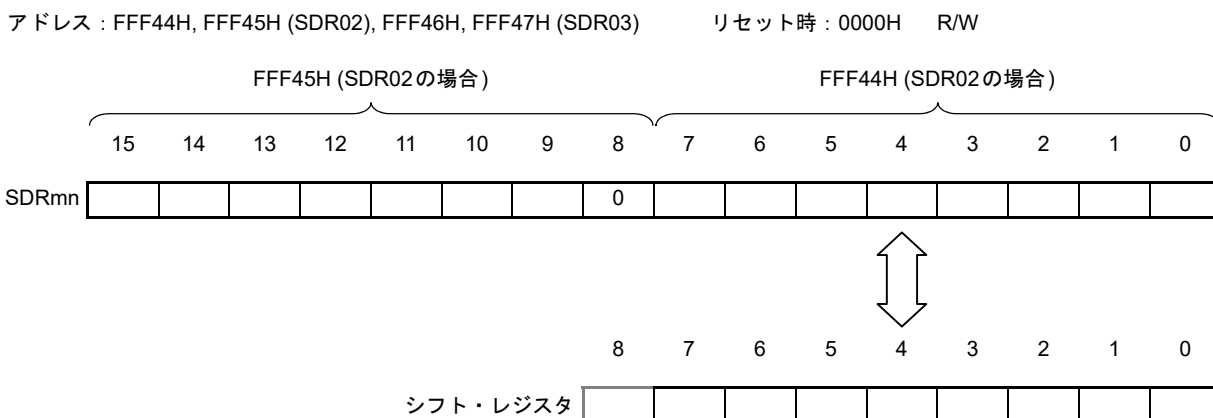 アドレス：FFF44H, FFF45H (SDR02), FFF46H, FFF47H (SDR03)　　リセット時：0000H　R/W
FFF45H (SDR02の場合)　　FFF44H (SDR02の場合)
15 14 13 12 11 10 9 8 7 6 5 4 3 2 1 0
SDRmn 0
8 7 6 5 4 3 2 1 0
シフト・レジスタ